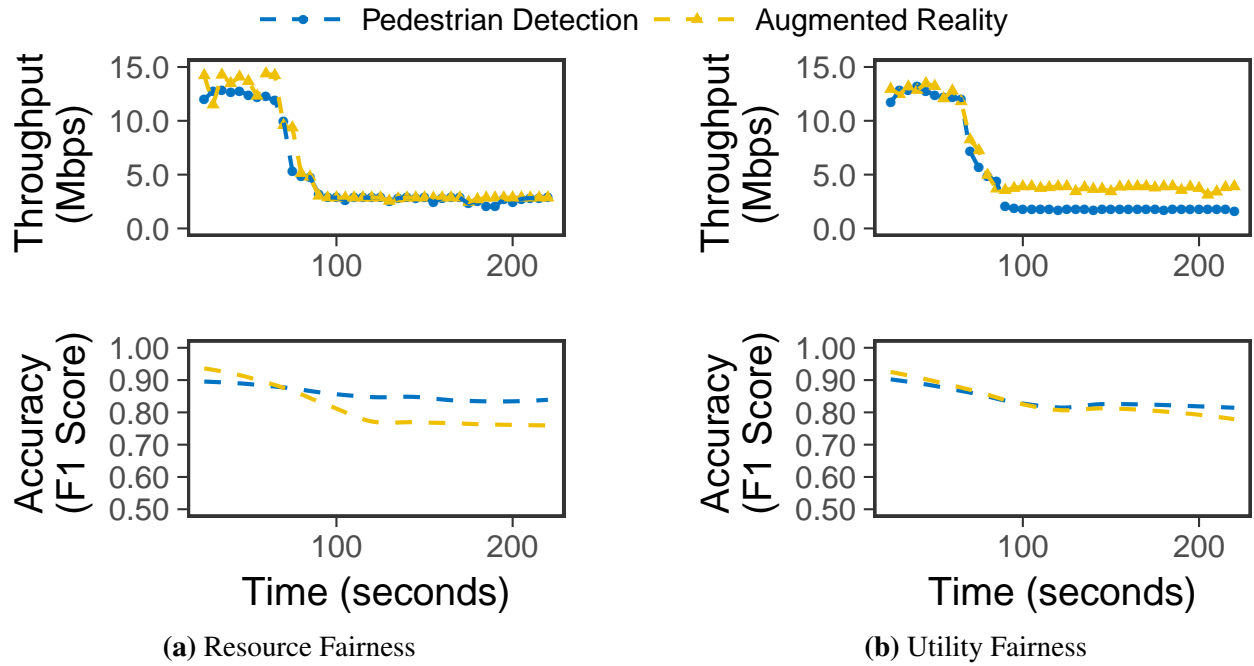 Pedestrian Detection Augmented Reality
Throughput
(Mbps)
15.0
10.0
5.0
0.0
100 200
Throughput
(Mbps)
15.0
10.0
5.0
0.0
100 200
Accuracy
(F1 Score)
1.00
0.90
0.80
0.70
0.60
0.50
100 200
Time (seconds)
Accuracy
(F1 Score)
1.00
0.90
0.80
0.70
0.60
0.50
100 200
Time (seconds)
(a) Resource Fairness
(b) Utility Fairness